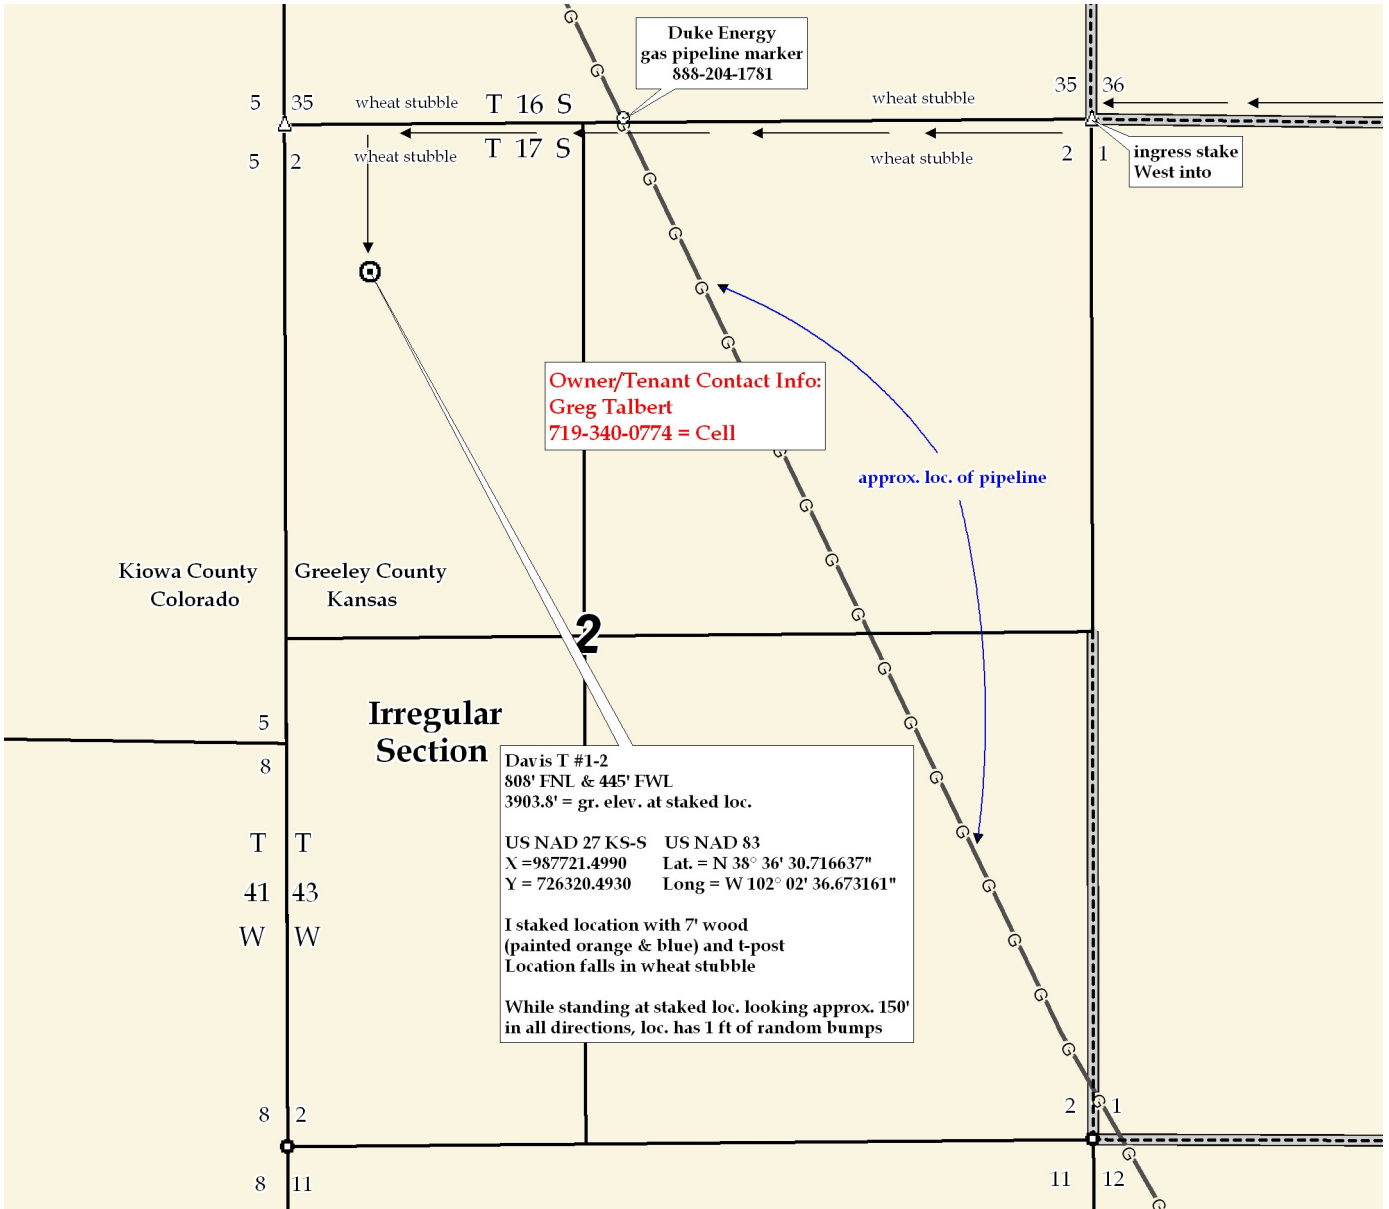 Duke Energy
gas pipeline marker
888-204-1781
5 35
wheat stubble
T 16 S
wheat stubble
35 36
5 2
wheat stubble
T 17 S
wheat stubble
2 1
ingress stake
West into
G
G
G
G
G
G
G
Owner/Tenant Contact Info:
Greg Talbert
719-340-0774 = Cell
G
approx. loc. of pipeline
G
G
Kiowa County
Colorado
Greeley County
Kansas
G
2
G
Irregular
Section
5
8
G
G
Davis T #1-2
808' FNL & 445' FWL
3903.8' = gr. elev. at staked loc.
US NAD 27 KS-S US NAD 83
X =987721.4990 Lat. = N 38° 36' 30.716637"
Y = 726320.4930 Long = W 102° 02' 36.673161"
I staked location with 7' wood
(painted orange & blue) and t-post
Location falls in wheat stubble
While standing at staked loc. looking approx. 150'
in all directions, loc. has 1 ft of random bumps
T T
41 43
W W
G
G
G
G
G
8 2
2 G 1
G
8 11
11 12
G